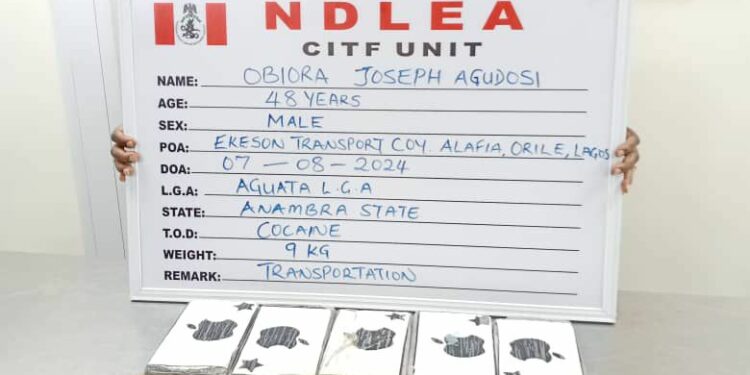 NDLEA
CITF UNIT
NAME: OBIORA JOSEPH AGUDOSI
AGE: 48 YEARS
SEX: MALE
POA: EKESON TRANSPORT COY. ALAFIA, ORILE, LAGOS
DOA: 07 - 08 - 2024
L.G.A: AGUATA L.G.A
STATE: ANAMBRA STATE
T.O.D: COCAINE
WEIGHT: 9 KG
REMARK: TRANSPORTATION